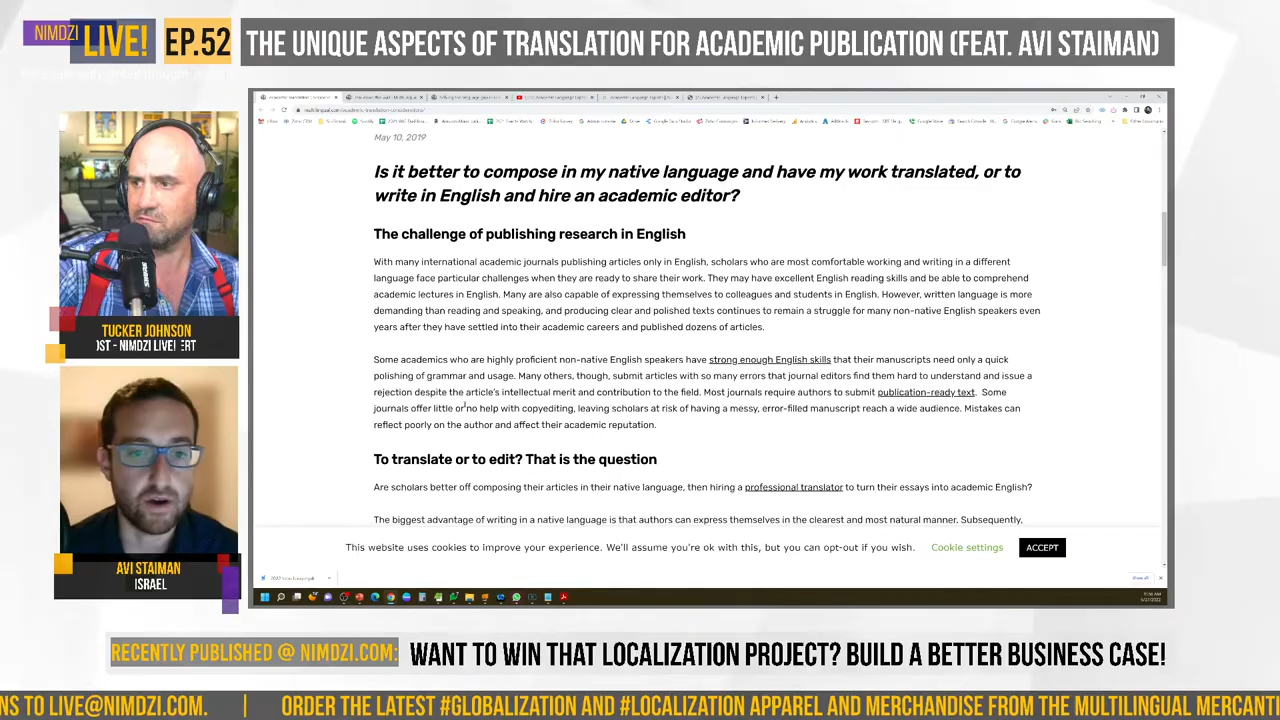 NIMDZI
LIVE!
EP.52
THE UNIQUE ASPECTS OF TRANSLATION FOR ACADEMIC PUBLICATION (FEAT. AVI STAIMAN)
May 10, 2019
Is it better to compose in my native language and have my work translated, or to
write in English and hire an academic editor?
The challenge of publishing research in English
With many international academic journals publishing articles only in English, scholars who are most comfortable working and writing in a different
language face particular challenges when they are ready to share their work. They may have excellent English reading skills and be able to comprehend
academic lectures in English. Many are also capable of expressing themselves to colleagues and students in English. However, written language is more
demanding than reading and speaking, and producing clear and polished texts continues to remain a struggle for many non-native English speakers even
years after they have settled into their academic careers and published dozens of articles.
Some academics who are highly proficient non-native English speakers have strong enough English skills that their manuscripts need only a quick
polishing of grammar and usage. Many others, though, submit articles with so many errors that journal editors find them hard to understand and issue a
rejection despite the article's intellectual merit and contribution to the field. Most journals require authors to submit publication-ready text. Some
journals offer little or no help with copyediting, leaving scholars at risk of having a messy, error-filled manuscript reach a wide audience. Mistakes can
reflect poorly on the author and affect their academic reputation.
To translate or to edit? That is the question
Are scholars better off composing their articles in their native language, then hiring a professional translator to turn their essays into academic English?
The biggest advantage of writing in a native language is that authors can express themselves in the clearest and most natural manner. Subsequently,
This website uses cookies to improve your experience. We'll assume you're ok with this, but you can opt-out if you wish.
Cookie settings
ACCEPT
Show all
TUCKER JOHNSON
OST - NIMDZI LIVE!
AVI STAIMAN
ISRAEL
RECENTLY PUBLISHED @ NIMDZI.COM:
WANT TO WIN THAT LOCALIZATION PROJECT? BUILD A BETTER BUSINESS CASE!
NS TO LIVE@NIMDZI.COM. | ORDER THE LATEST #GLOBALIZATION AND #LOCALIZATION APPAREL AND MERCHANDISE FROM THE MULTILINGUAL MERCANTI